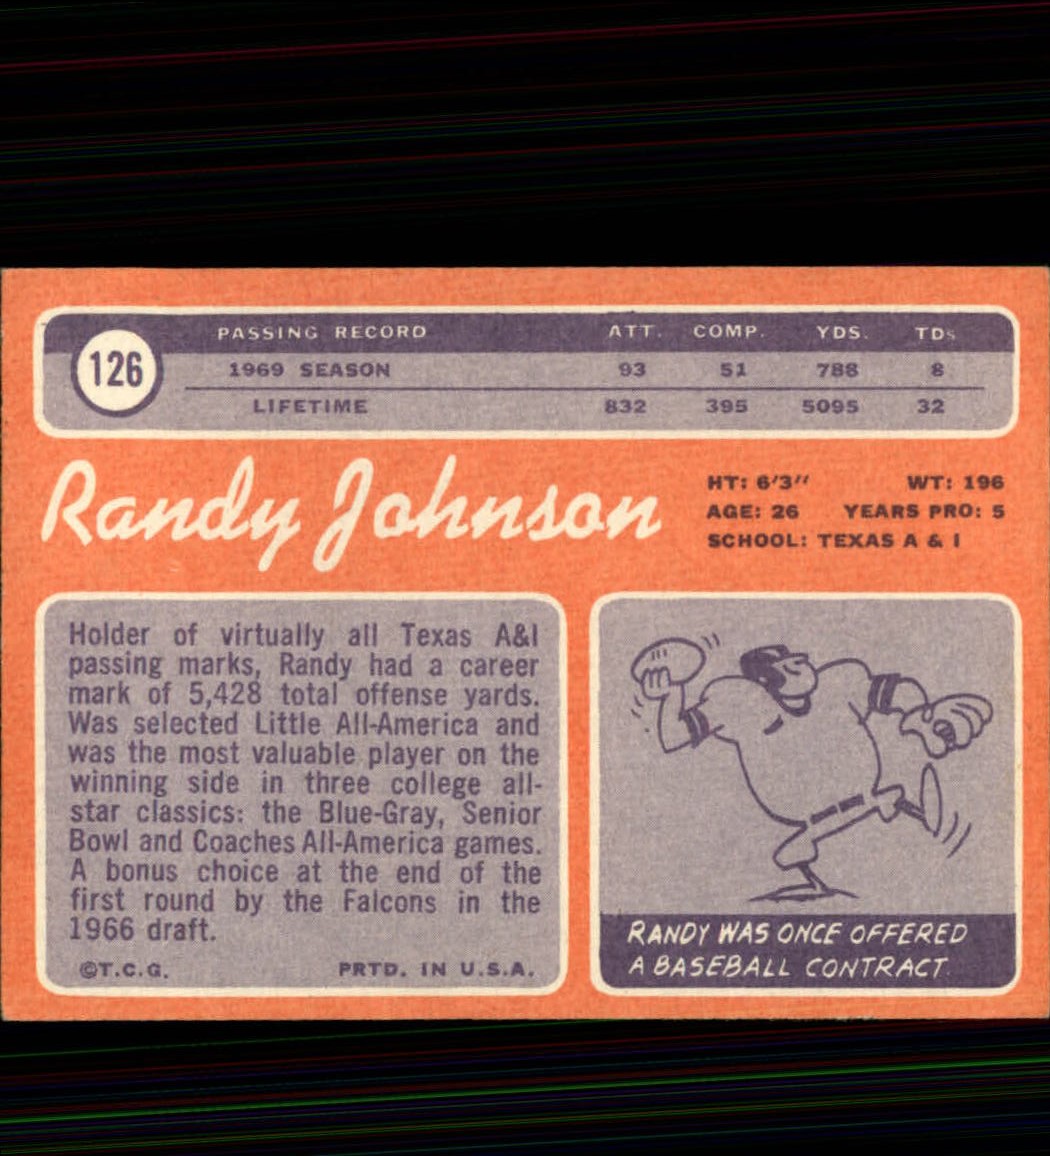 126
PASSING RECORD ATT. COMP. YDS. TDs
1969 SEASON 93 51 788 8
LIFETIME 832 395 5095 32
Randy Johnson
HT: 6'3" WT: 196
AGE: 26 YEARS PRO: 5
SCHOOL: TEXAS A & I
Holder of virtually all Texas A&I
passing marks, Randy had a career
mark of 5,428 total offense yards.
Was selected Little All-America and
was the most valuable player on the
winning side in three college all-
star classics: the Blue-Gray, Senior
Bowl and Coaches All-America games.
A bonus choice at the end of the
first round by the Falcons in the
1966 draft.
©T.C.G. PRTD. IN U.S.A.
RANDY WAS ONCE OFFERED
A BASEBALL CONTRACT.